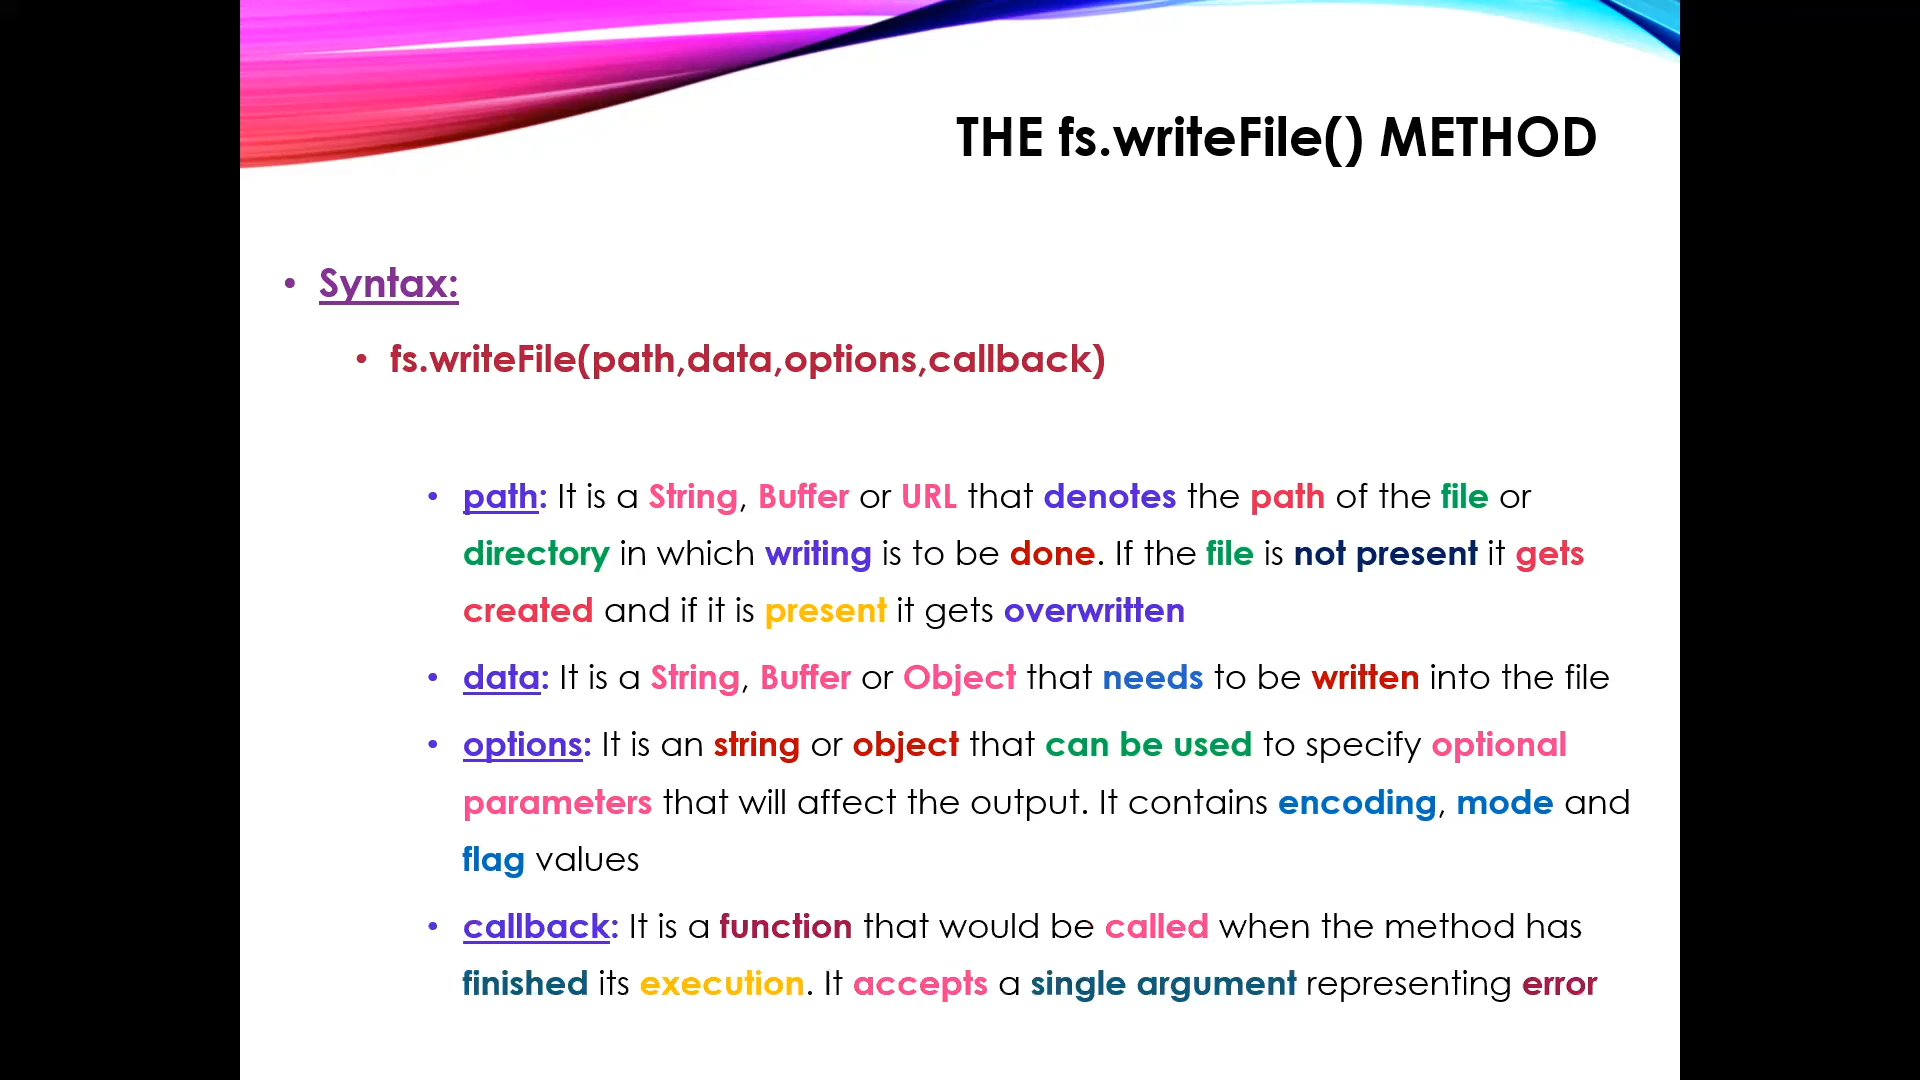 THE fs.writeFile() METHOD
• Syntax:
• fs.writeFile(path,data,options,callback)
• path: It is a String, Buffer or URL that denotes the path of the file or
directory in which writing is to be done. If the file is not present it gets
created and if it is present it gets overwritten
• data: It is a String, Buffer or Object that needs to be written into the file
• options: It is an string or object that can be used to specify optional
parameters that will affect the output. It contains encoding, mode and
flag values
• callback: It is a function that would be called when the method has
finished its execution. It accepts a single argument representing error